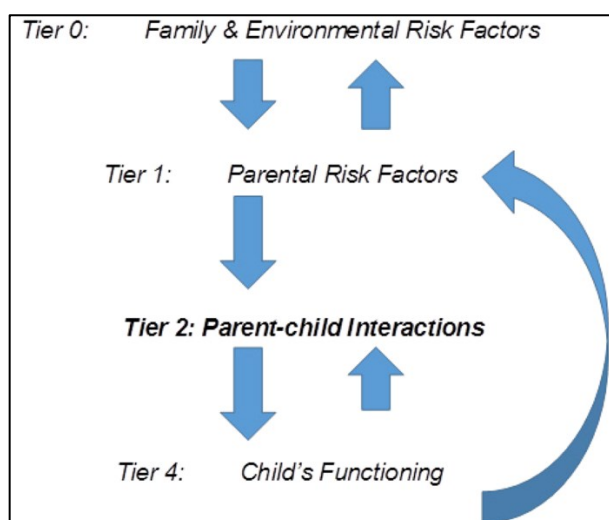 Tier 0: Family & Environmental Risk Factors
Tier 1: Parental Risk Factors
Tier 2: Parent-child Interactions
Tier 4: Child's Functioning